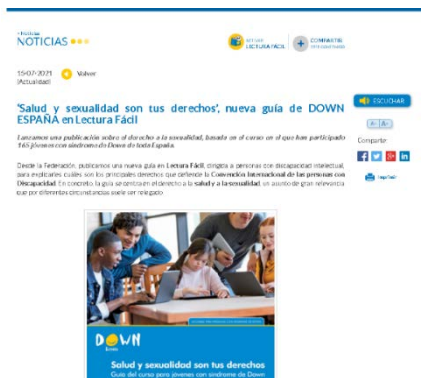 NOTICIAS
LECTURA FÁCIL
COMPARTIR
15/07/2021
Volver
(Actualidad)
ESCUCHAR
'Salud y sexualidad son tus derechos', nueva guía de DOWN
ESPAÑA en Lectura Fácil
A- A+
Compartir
Lanzamos una publicación sobre el derecho a la sexualidad, basada en el curso en el que han participado
165 jóvenes con síndrome de Down de toda España.
Imprimir
Desde la Federación, publicamos una nueva guía en Lectura Fácil, dirigida a personas con discapacidad intelectual,
para explicarles cuáles son los principales derechos que defiende la Convención Internacional de las personas con
Discapacidad. En concreto, la guía se centra en el derecho a la salud y a la sexualidad, un asunto de gran relevancia
que por diferentes circunstancias suele ser relegado.
DOWN
Salud y sexualidad son tus derechos
Guía del curso para jóvenes con síndrome de Down